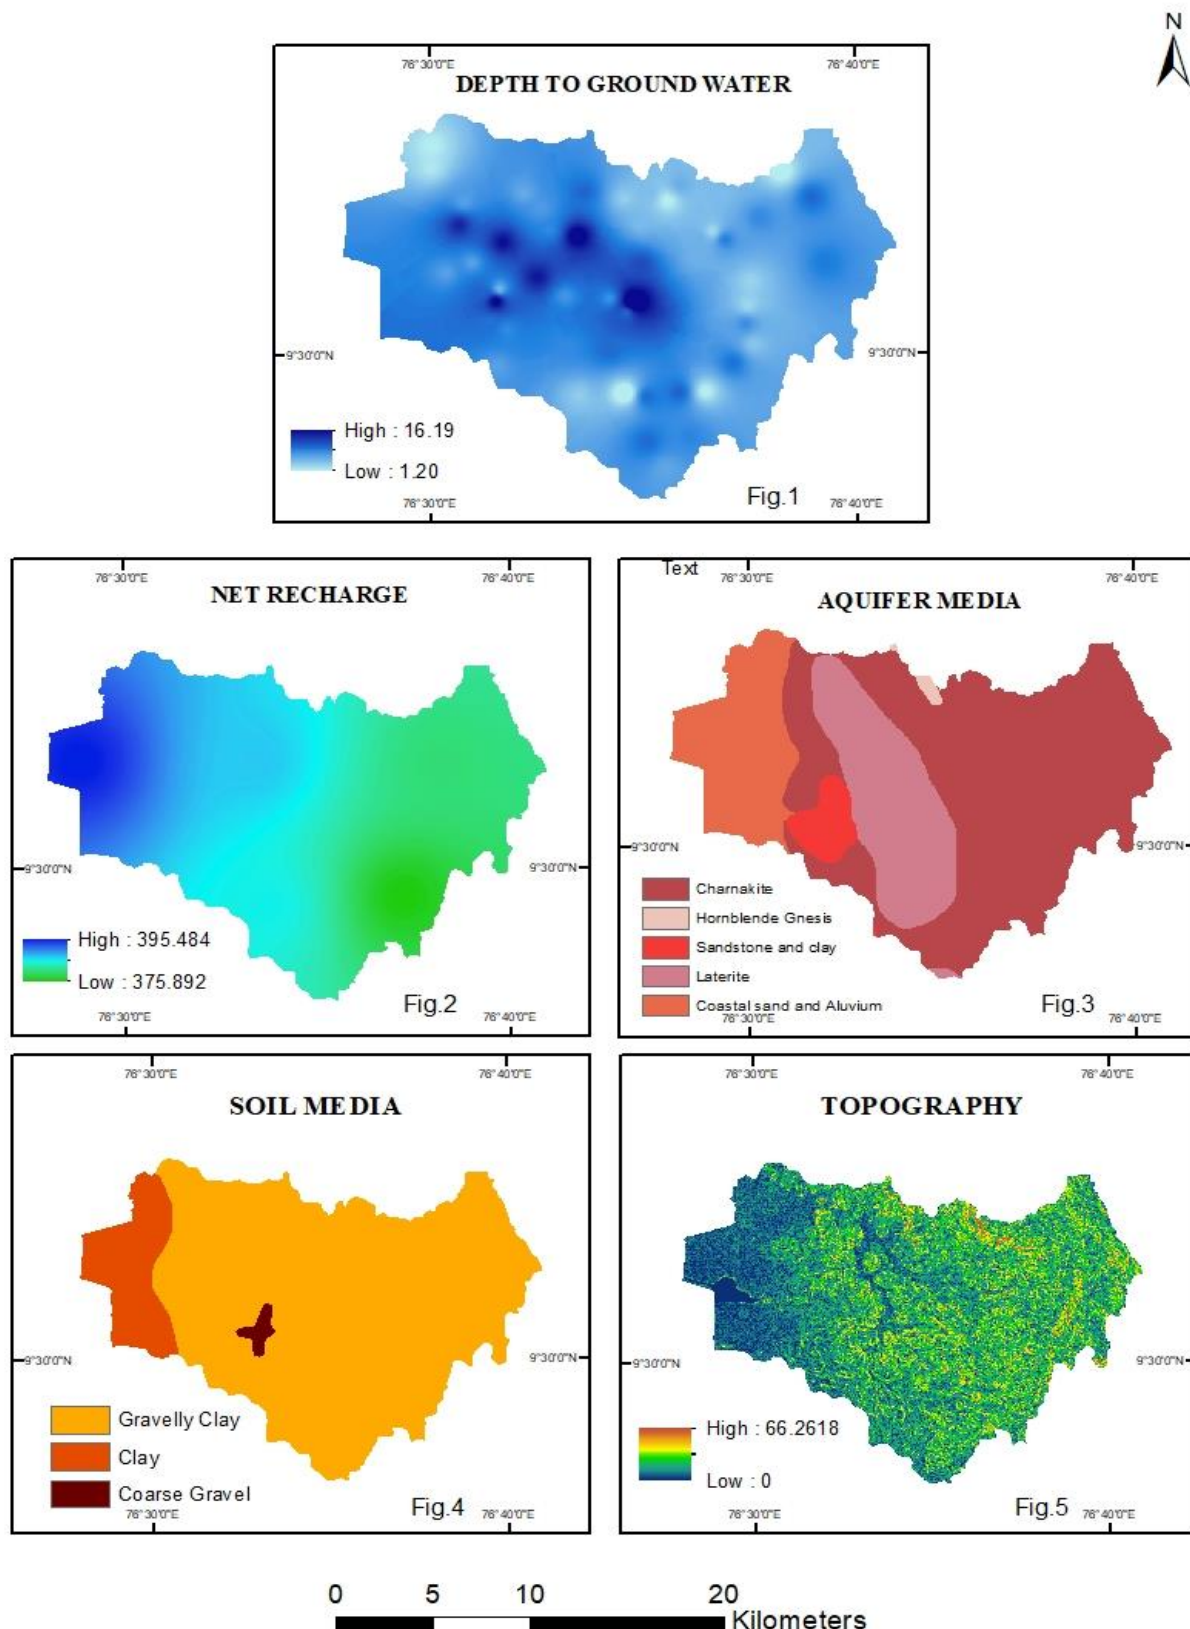 N
76°30'0"E 76°40'0"E
DEPTH TO GROUND WATER
9°30'0"N 9°30'0"N
High : 16.19
Low : 1.20
Fig.1
76°30'0"E 76°40'0"E
76°30'0"E 76°40'0"E
NET RECHARGE
9°30'0"N 9°30'0"N
High : 395.484
Low : 375.892
Fig.2
76°30'0"E 76°40'0"E
Text
76°30'0"E 76°40'0"E
AQUIFER MEDIA
9°30'0"N 9°30'0"N
Charnakite
Hornblende Gnesis
Sandstone and clay
Laterite
Coastal sand and Aluvium
Fig.3
76°30'0"E 76°40'0"E
76°30'0"E 76°40'0"E
SOIL MEDIA
9°30'0"N 9°30'0"N
Gravelly Clay
Clay
Coarse Gravel
Fig.4
76°30'0"E 76°40'0"E
76°30'0"E 76°40'0"E
TOPOGRAPHY
9°30'0"N 9°30'0"N
High : 66.2618
Low : 0
Fig.5
76°30'0"E 76°40'0"E
0 5 10 20
Kilometers